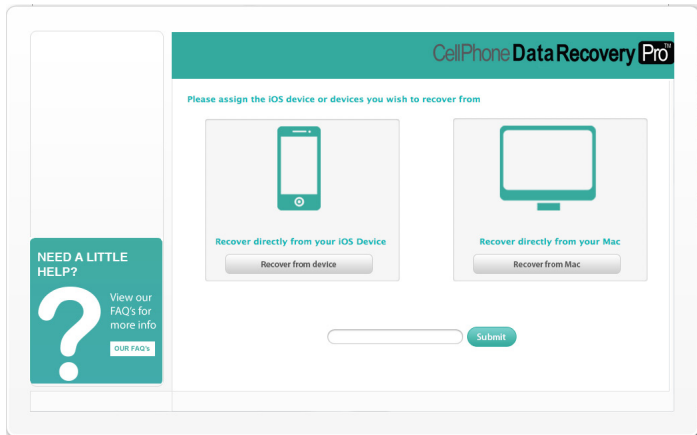 CellPhone Data Recovery Pro™
Please assign the iOS device or devices you wish to recover from
Recover directly from your iOS Device
Recover from device
Recover directly from your Mac
Recover from Mac
NEED A LITTLE
HELP?
?
View our
FAQ's for
more info
OUR FAQ's
Submit